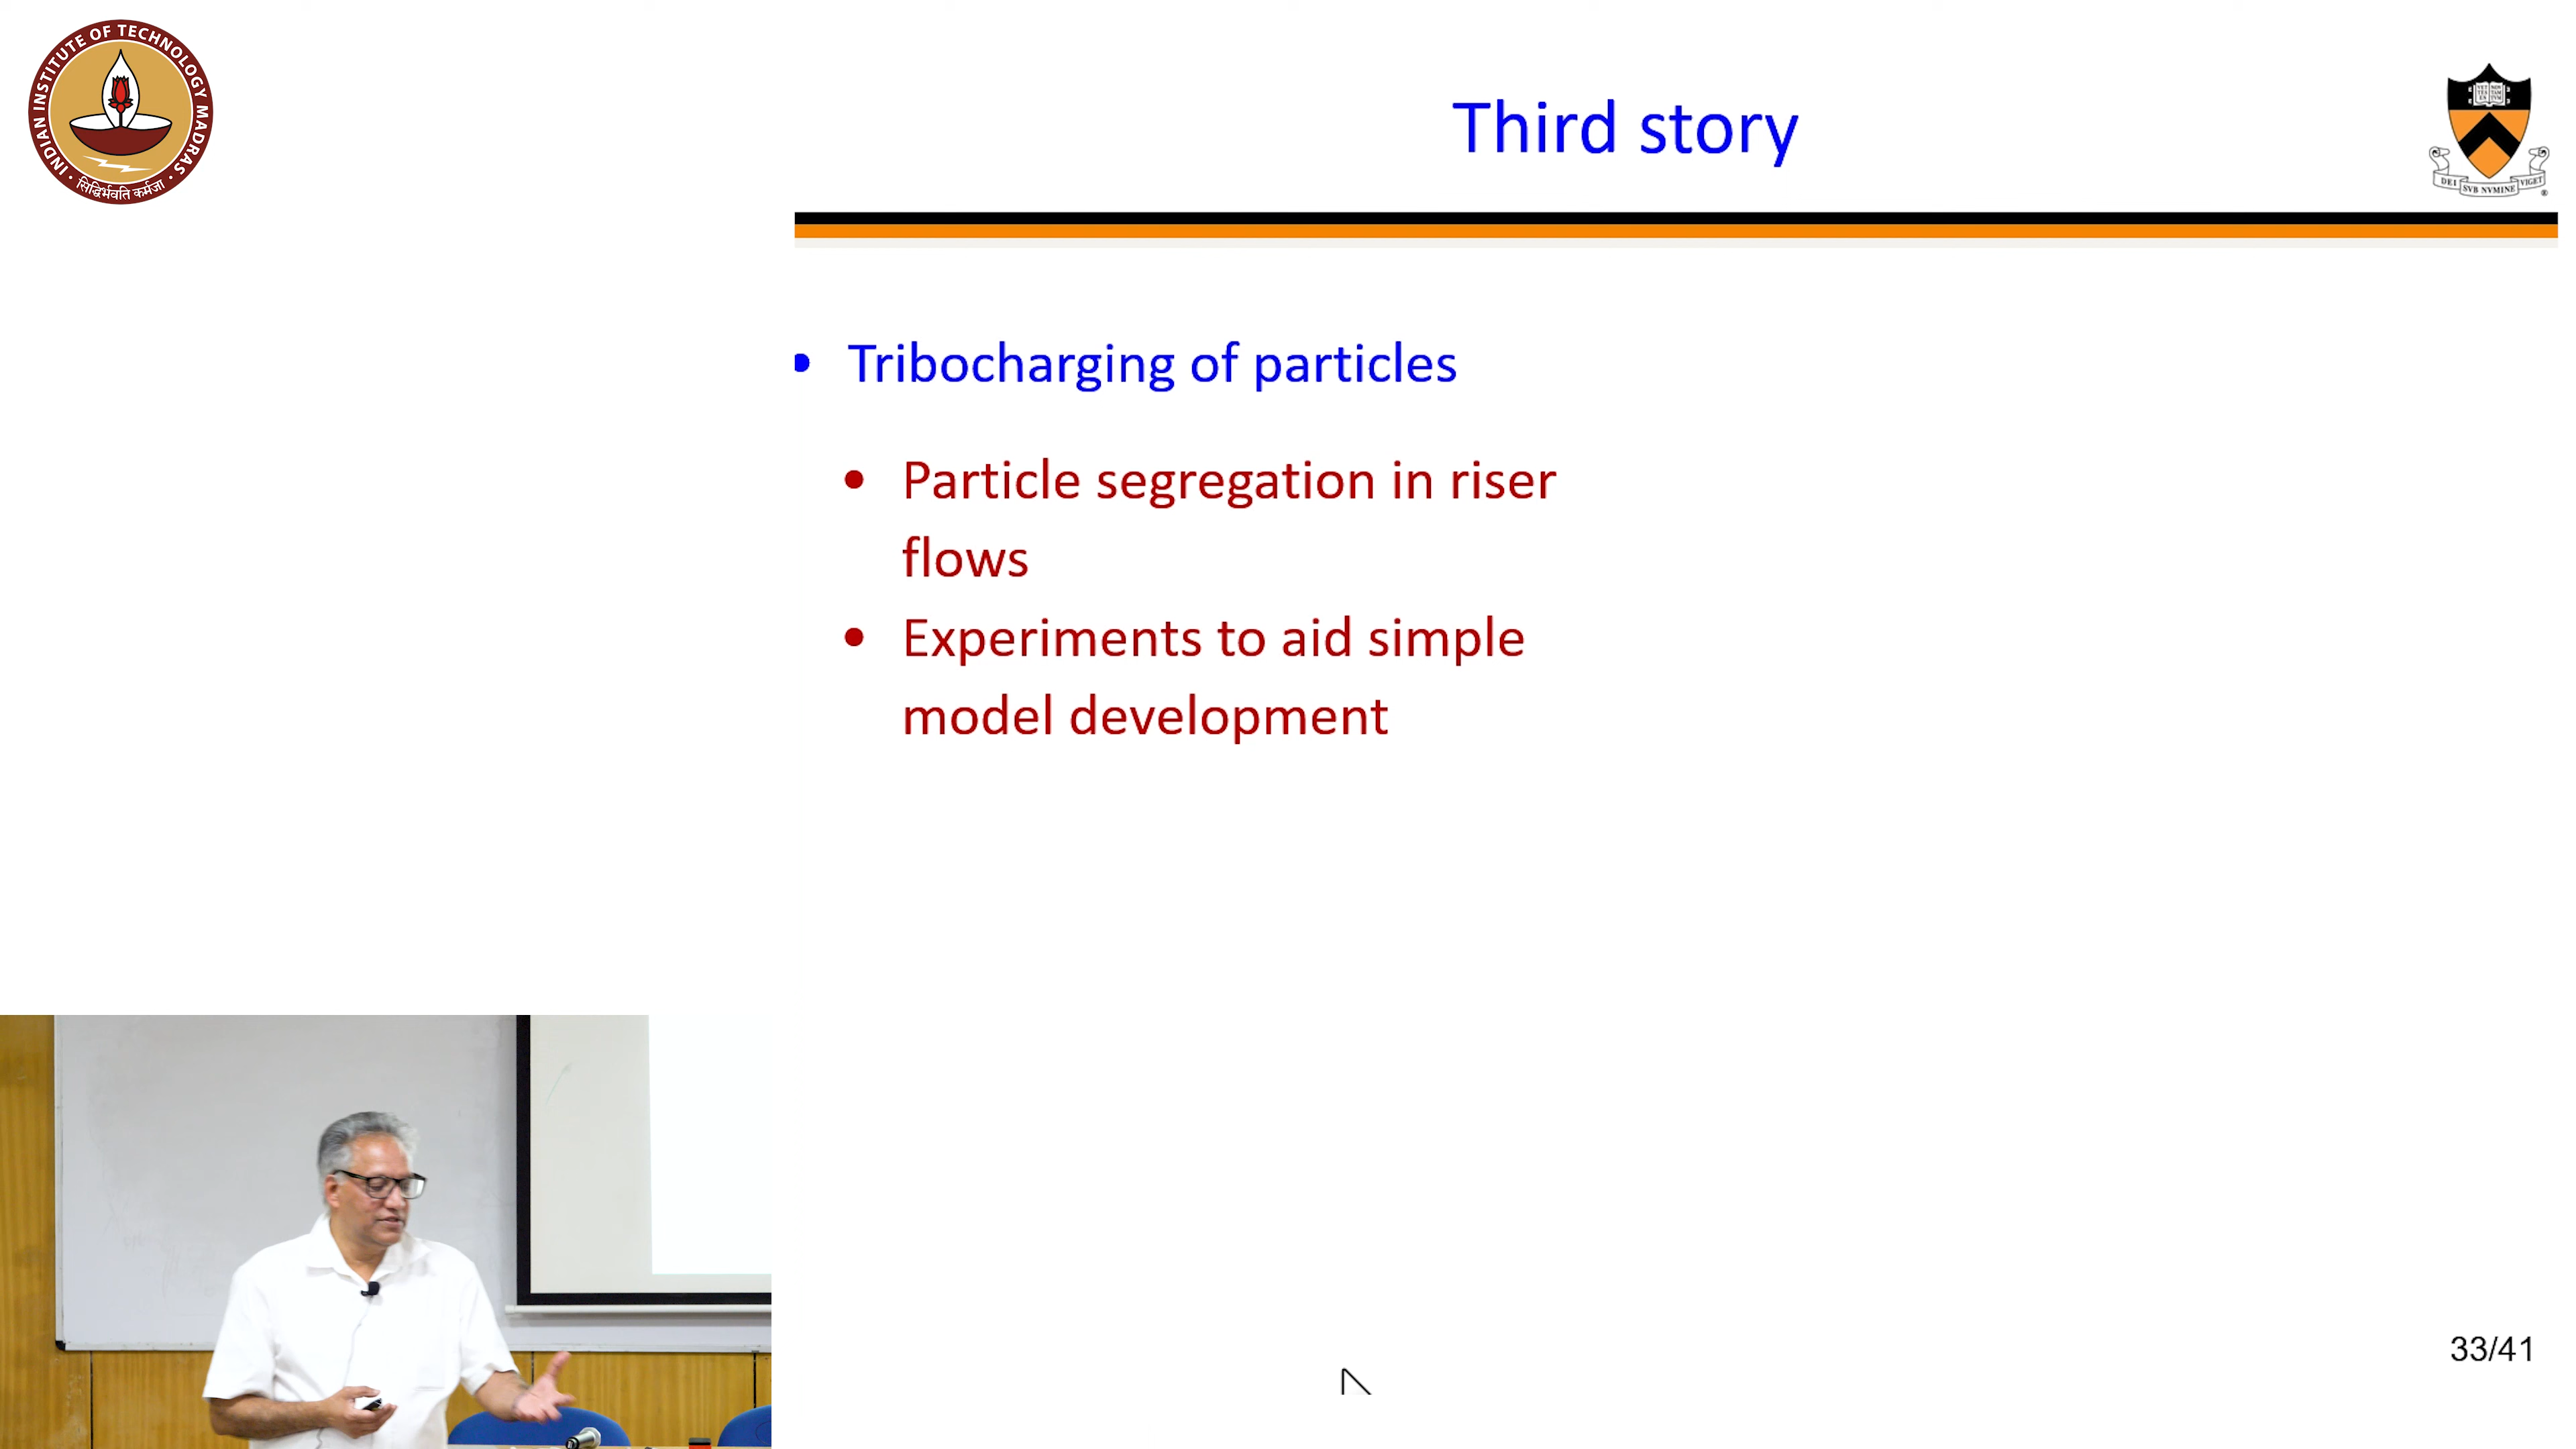 INDIAN INSTITUTE OF TECHNOLOGY MADRAS
सिद्धिर्भवति कर्मजा
Third story
DEI SVB NVMINE VIGET
®
• Tribocharging of particles
• Particle segregation in riser
flows
• Experiments to aid simple
model development
33/41